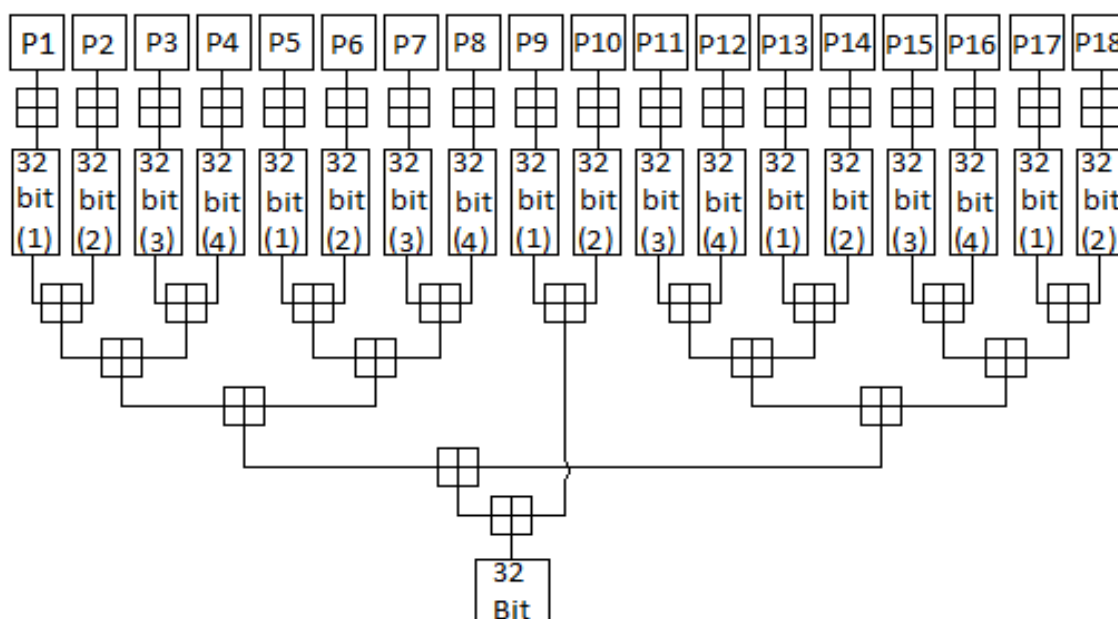 P1 P2 P3 P4 P5 P6 P7 P8 P9 P10 P11 P12 P13 P14 P15 P16 P17 P18
32 32 32 32 32 32 32 32 32 32 32 32 32 32 32 32 32 32
bit bit bit bit bit bit bit bit bit bit bit bit bit bit bit bit bit bit
(1) (2) (3) (4) (1) (2) (3) (4) (1) (2) (3) (4) (1) (2) (3) (4) (1) (2)
32
Bit